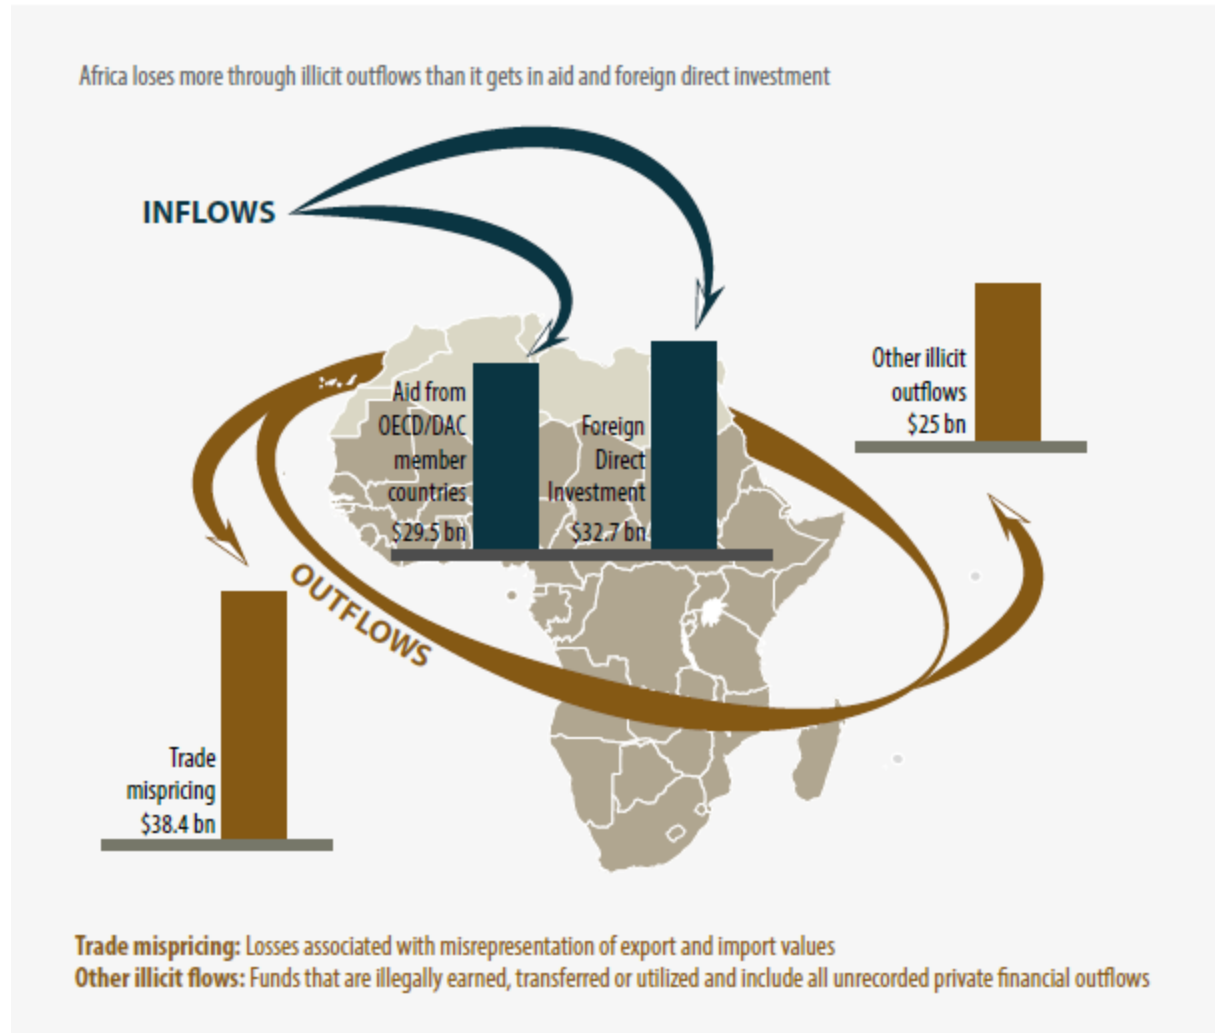 Africa loses more through illicit outflows than it gets in aid and foreign direct investment
INFLOWS
Aid from
OECD/DAC
member
countries
$29.5 bn
Foreign
Direct
Investment
$32.7 bn
Other illicit
outflows
$25 bn
OUTFLOWS
Trade
mispricing
$38.4 bn
Trade mispricing: Losses associated with misrepresentation of export and import values
Other illicit flows: Funds that are illegally earned, transferred or utilized and include all unrecorded private financial outflows